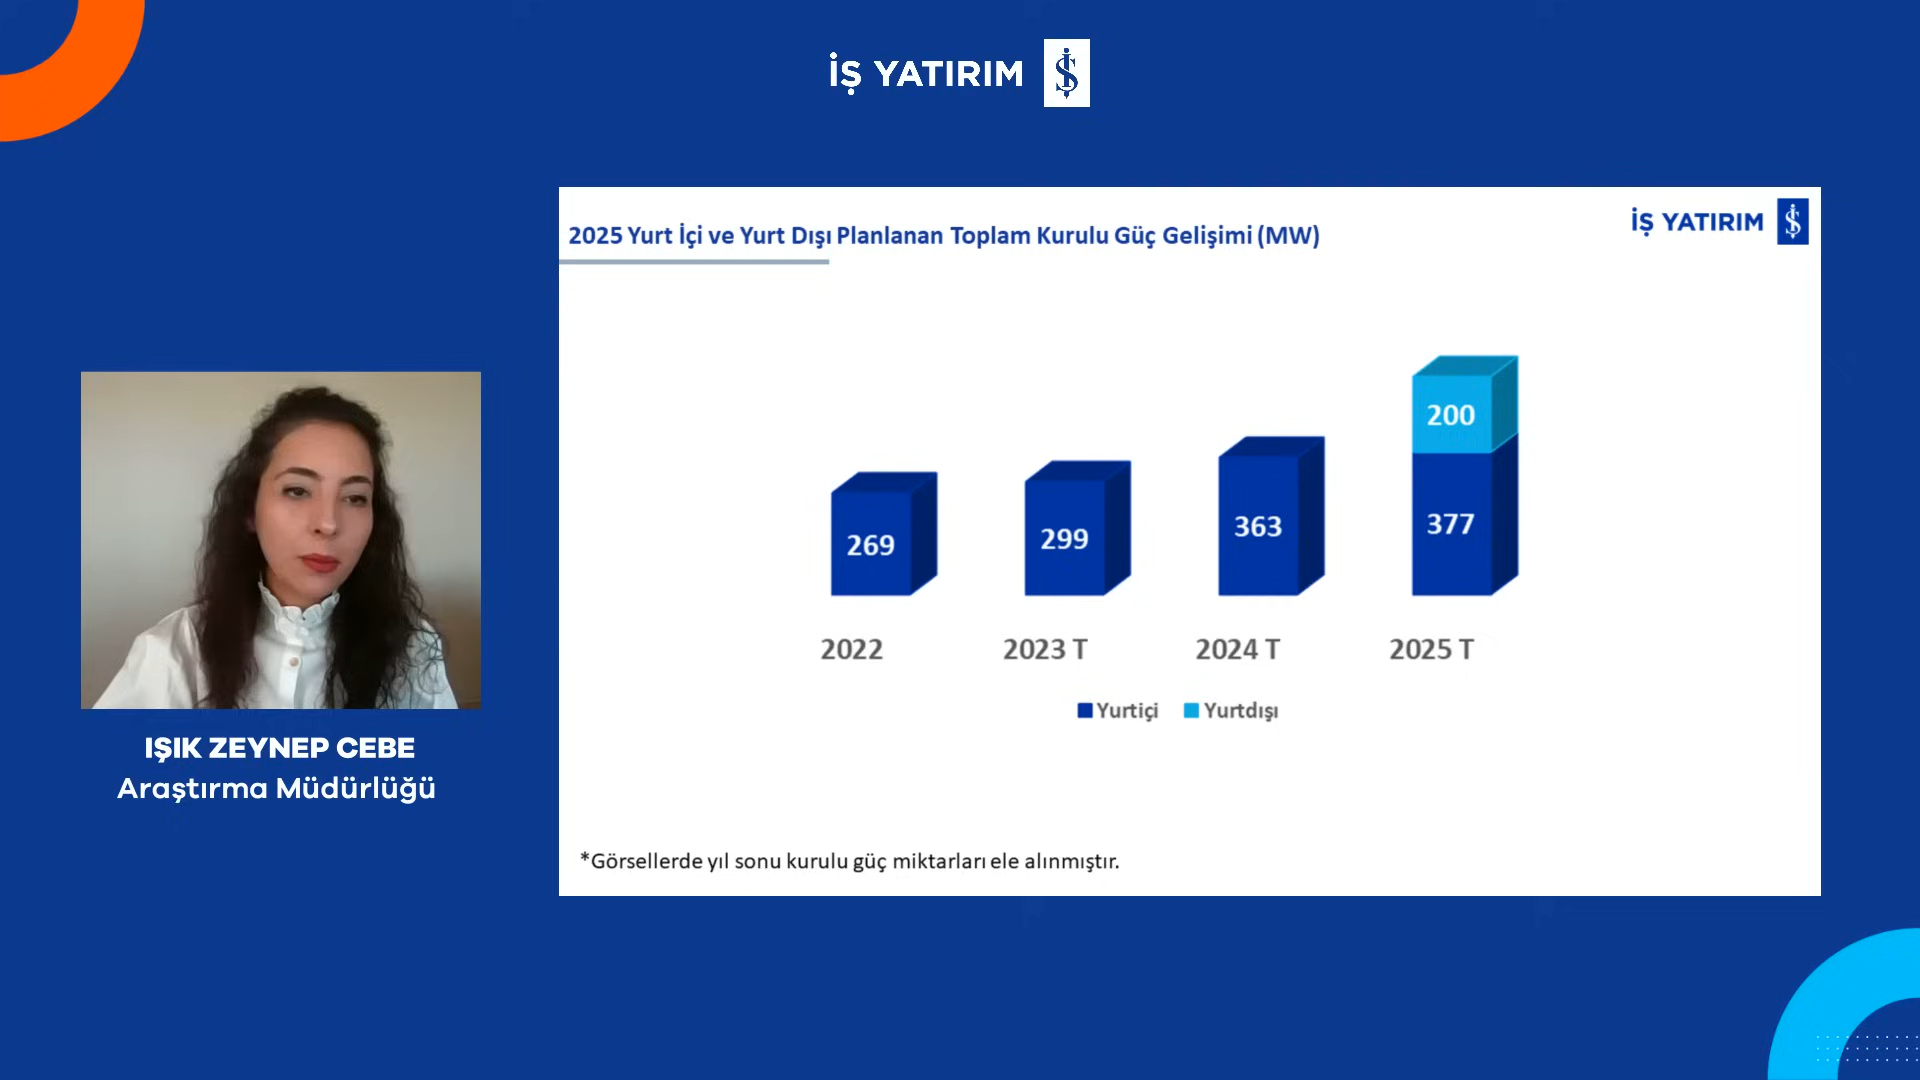 İŞ YATIRIM
2025 Yurt İçi ve Yurt Dışı Planlanan Toplam Kurulu Güç Gelişimi (MW)
İŞ YATIRIM
200
269
299
363
377
2022
2023 T
2024 T
2025 T
Yurtiçi
Yurtdışı
*Görsellerde yıl sonu kurulu güç miktarları ele alınmıştır.
IŞIK ZEYNEP CEBE
Araştırma Müdürlüğü